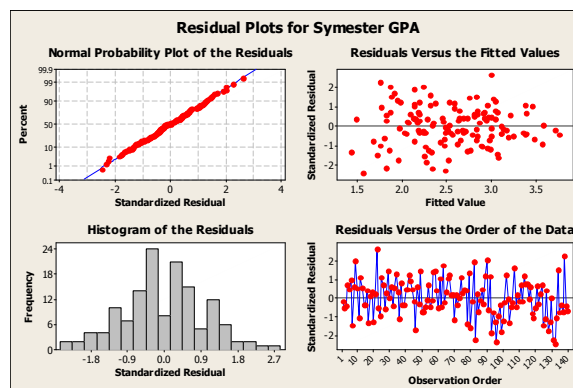 Residual Plots for Symester GPA
Normal Probability Plot of the Residuals
Percent
99.9
99
90
50
10
1
0.1
-4 -2 0 2 4
Standardized Residual
Residuals Versus the Fitted Values
Standardized Residual
2
1
0
-1
-2
1.5 2.0 2.5 3.0 3.5
Fitted Value
Histogram of the Residuals
Frequency
24
18
12
6
0
-1.8 -0.9 0.0 0.9 1.8 2.7
Standardized Residual
Residuals Versus the Order of the Data
Standardized Residual
2
1
0
-1
-2
1 10 20 30 40 50 60 70 80 90 100 110 120 130 140
Observation Order